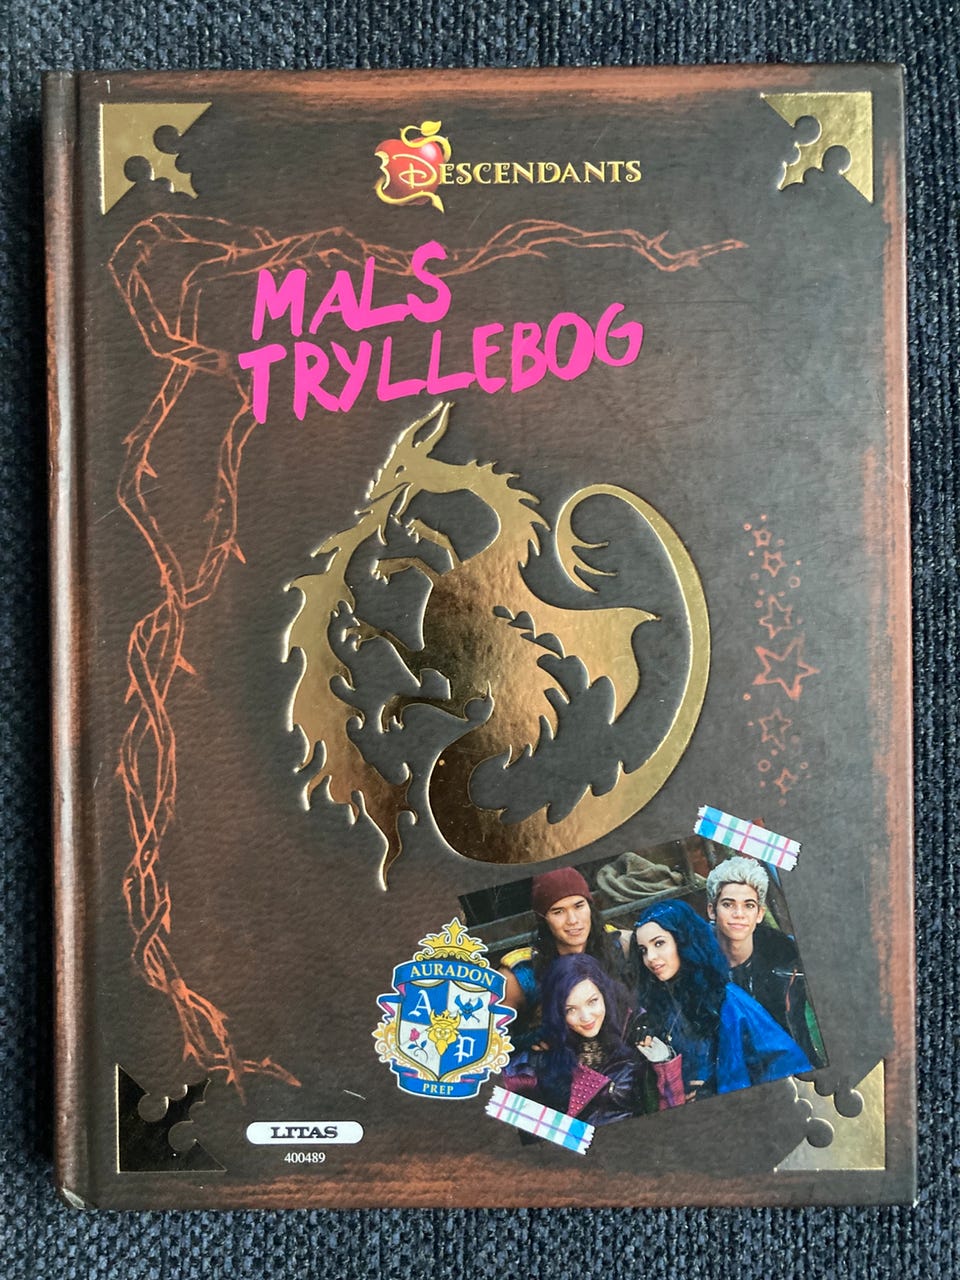 DESCENDANTS
MALS
TRYLLEBOG
AURADON
A
P
PREP
LITAS
400489